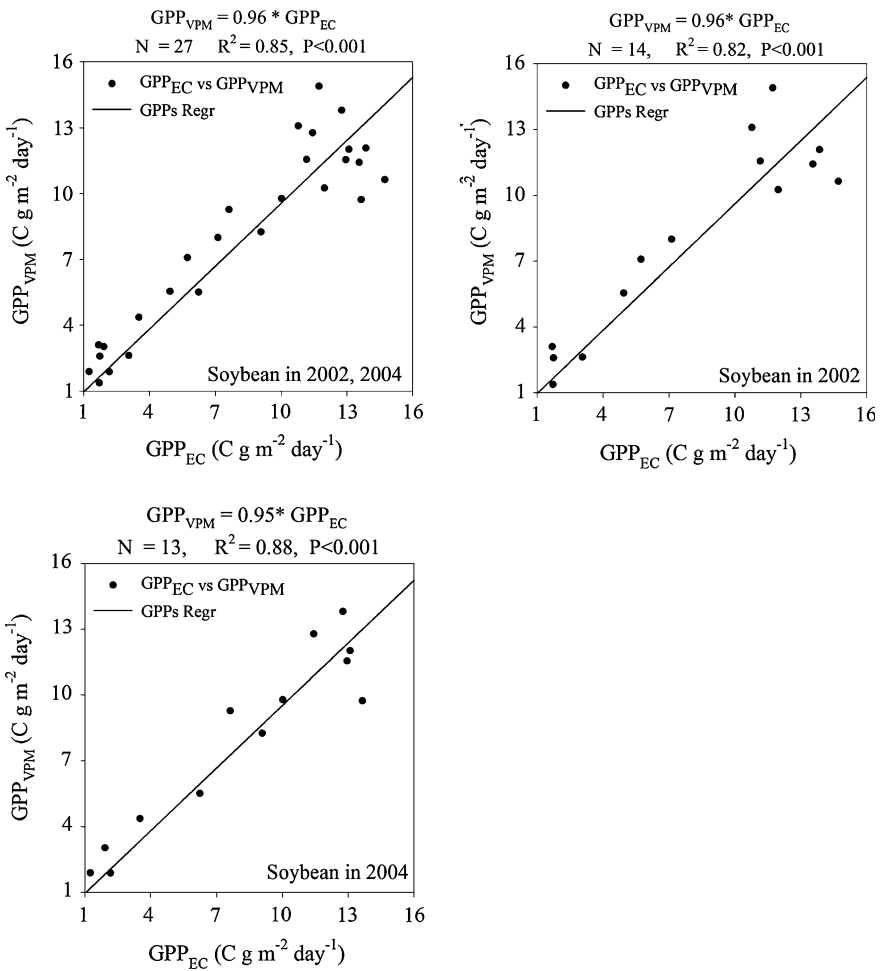 GPP_VPM = 0.96 * GPP_EC
N = 27 R² = 0.85, P<0.001
16
13
10
7
4
1
GPP_VPM (C g m⁻² day⁻¹)
GPP_EC vs GPP_VPM
GPPs Regr
Soybean in 2002, 2004
1 4 7 10 13 16
GPP_EC (C g m⁻² day⁻¹)
GPP_VPM = 0.96* GPP_EC
N = 14, R² = 0.82, P<0.001
16
13
10
7
4
1
GPP_VPM (C g m⁻² day⁻¹)
GPP_EC vs GPP_VPM
GPPs Regr
Soybean in 2002
1 4 7 10 13 16
GPP_EC (C g m⁻² day⁻¹)
GPP_VPM = 0.95* GPP_EC
N = 13, R² = 0.88, P<0.001
16
13
10
7
4
1
GPP_VPM (C g m⁻² day⁻¹)
GPP_EC vs GPP_VPM
GPPs Regr
Soybean in 2004
1 4 7 10 13 16
GPP_EC (C g m⁻² day⁻¹)